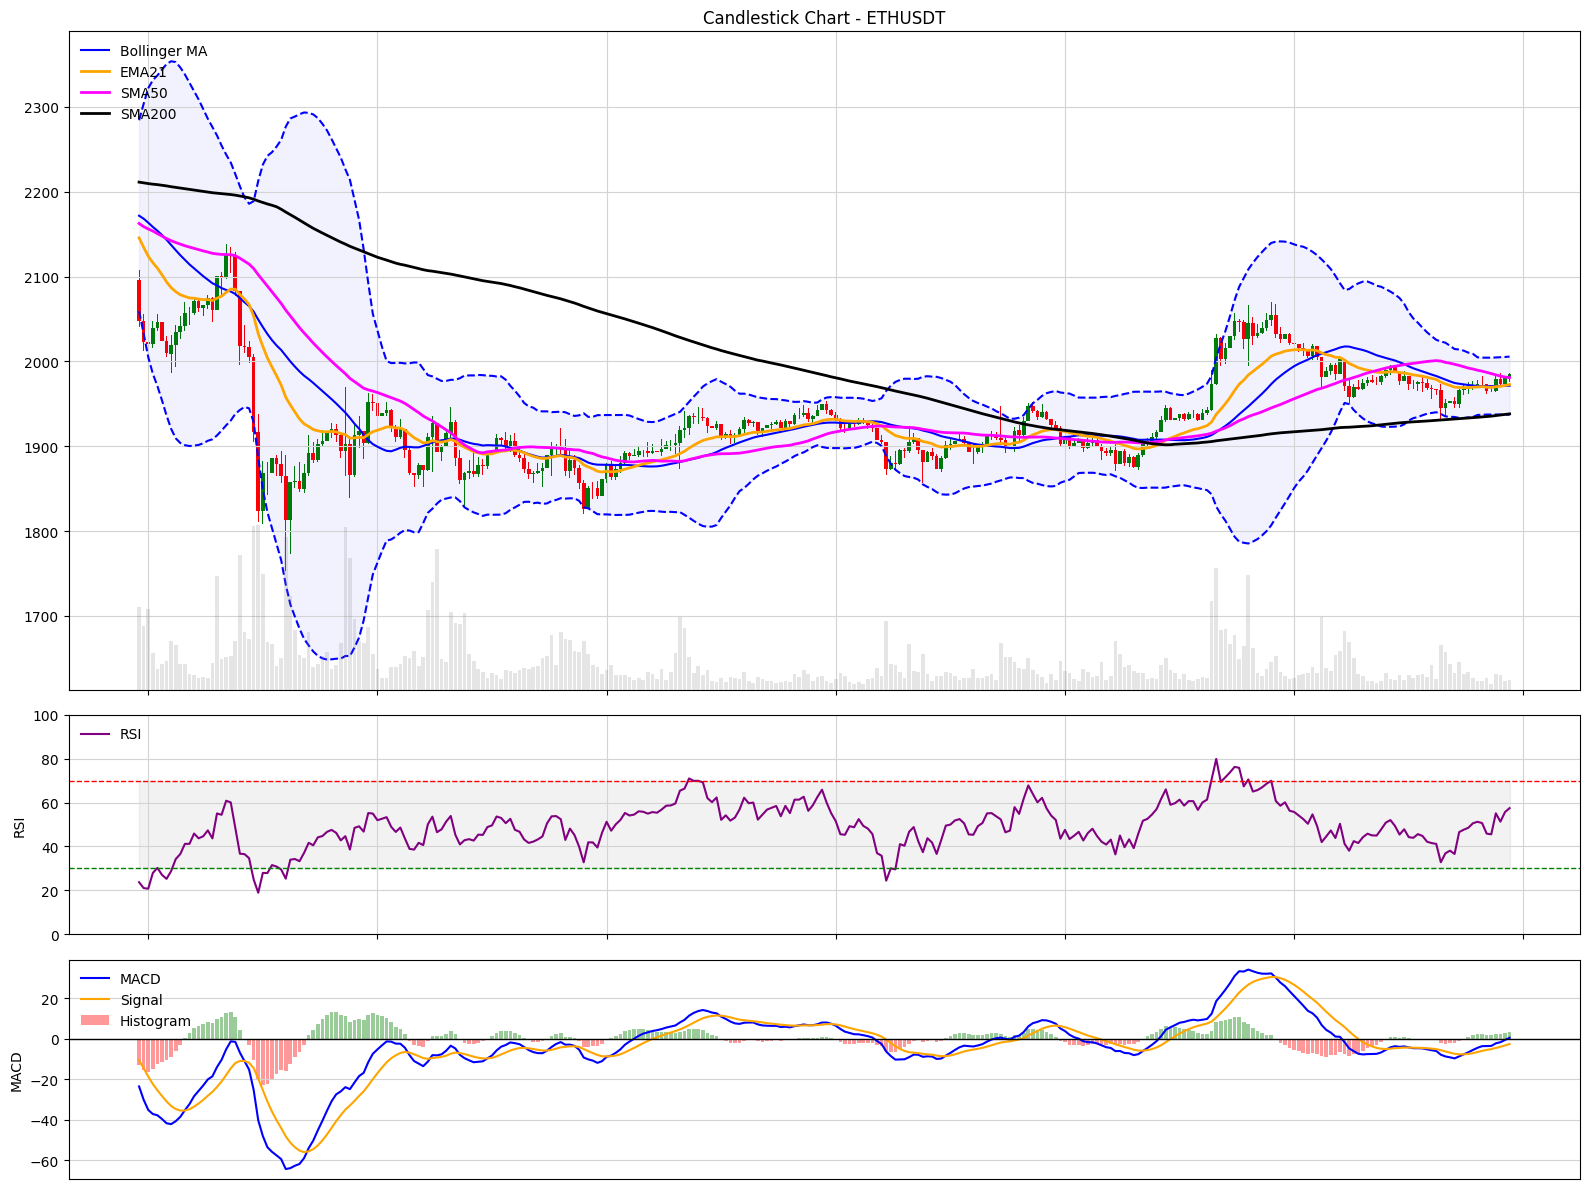 Candlestick Chart - ETHUSDT
Bollinger MA
EMA21
SMA50
SMA200
2300
2200
2100
2000
1900
1800
1700
100
80
60
40
20
0
RSI
RSI
20
0
−20
−40
−60
MACD
MACD
Signal
Histogram